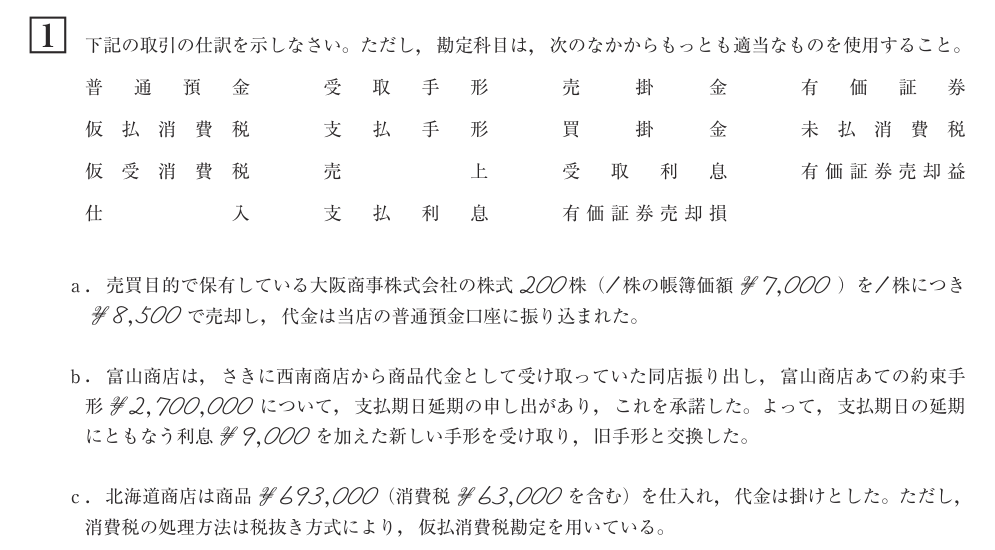 1 下記の取引の仕訳を示しなさい。ただし，勘定科目は，次のなかからもっとも適当なものを使用すること。
普通預金 受取手形 売掛金 有価証券
仮払消費税 支払手形 買掛金 未払消費税
仮受消費税 売上 受取利息 有価証券売却益
仕入 支払利息 有価証券売却損
a．売買目的で保有している大阪商事株式会社の株式 200株（1株の帳簿価額 ¥7,000 ）を1株につき
¥8,500 で売却し，代金は当店の普通預金口座に振り込まれた。
b．富山商店は，さきに西南商店から商品代金として受け取っていた同店振り出し，富山商店あての約束手
形 ¥2,700,000 について，支払期日延期の申し出があり，これを承諾した。よって，支払期日の延期
にともなう利息 ¥9,000 を加えた新しい手形を受け取り，旧手形と交換した。
c．北海道商店は商品 ¥693,000（消費税 ¥63,000 を含む）を仕入れ，代金は掛けとした。ただし，
消費税の処理方法は税抜き方式により，仮払消費税勘定を用いている。